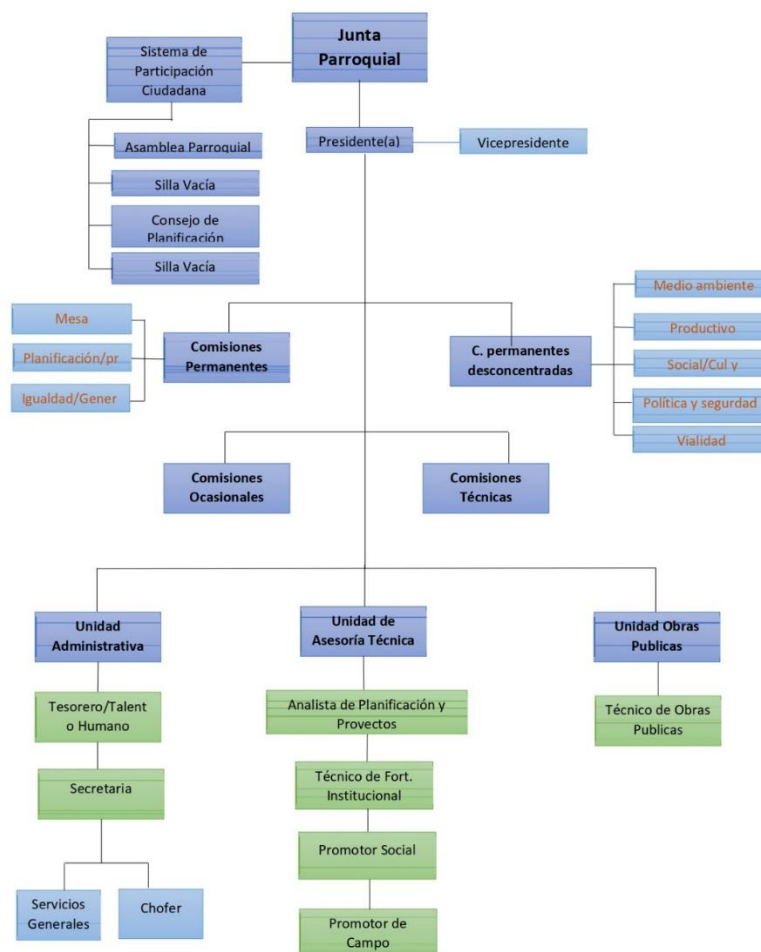 Junta
Parroquial
Sistema de
Participación
Ciudadana
Presidente(a)
Vicepresidente
Asamblea Parroquial
Silla Vacía
Consejo de
Planificación
Silla Vacía
Mesa
Planificación/pr
Igualdad/Gener
Comisiones
Permanentes
C. permanentes
desconcentradas
Medio ambiente
Productivo
Social/Cul y
Política y segurdad
Vialidad
Comisiones
Ocasionales
Comisiones
Técnicas
Unidad
Administrativa
Unidad de
Asesoría Técnica
Unidad Obras
Publicas
Tesorero/Talent
o Humano
Analista de Planificación y
Proyectos
Técnico de Obras
Publicas
Secretaria
Técnico de Fort.
Institucional
Promotor Social
Servicios
Generales
Chofer
Promotor de
Campo